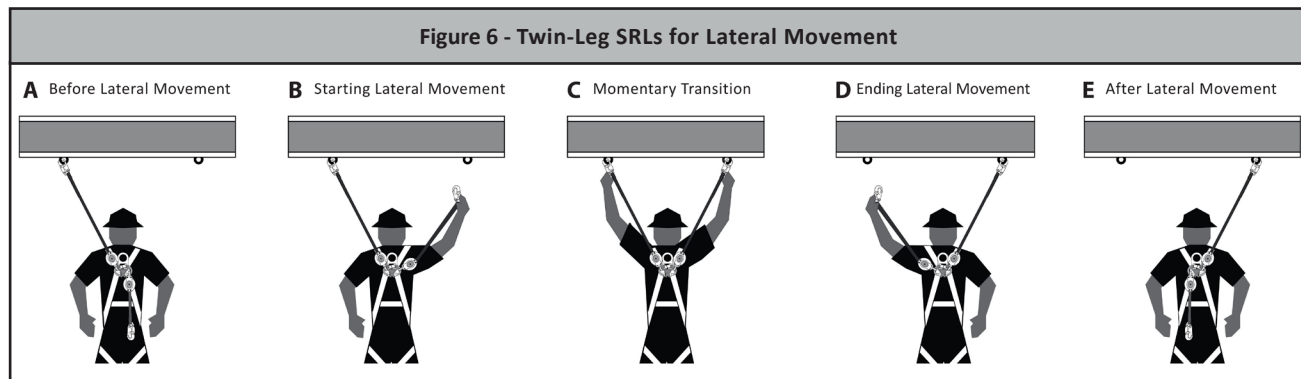 Figure 6 - Twin-Leg SRLs for Lateral Movement
A Before Lateral Movement
B Starting Lateral Movement
C Momentary Transition
D Ending Lateral Movement
E After Lateral Movement